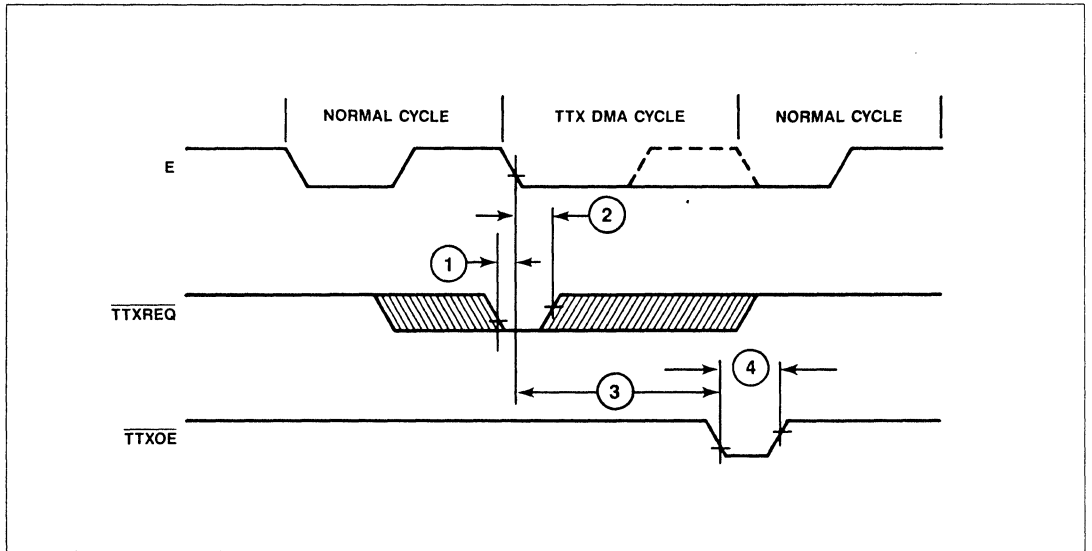 NORMAL CYCLE
TTX DMA CYCLE
NORMAL CYCLE
E
2
1
TTXREQ
4
3
TTXOE